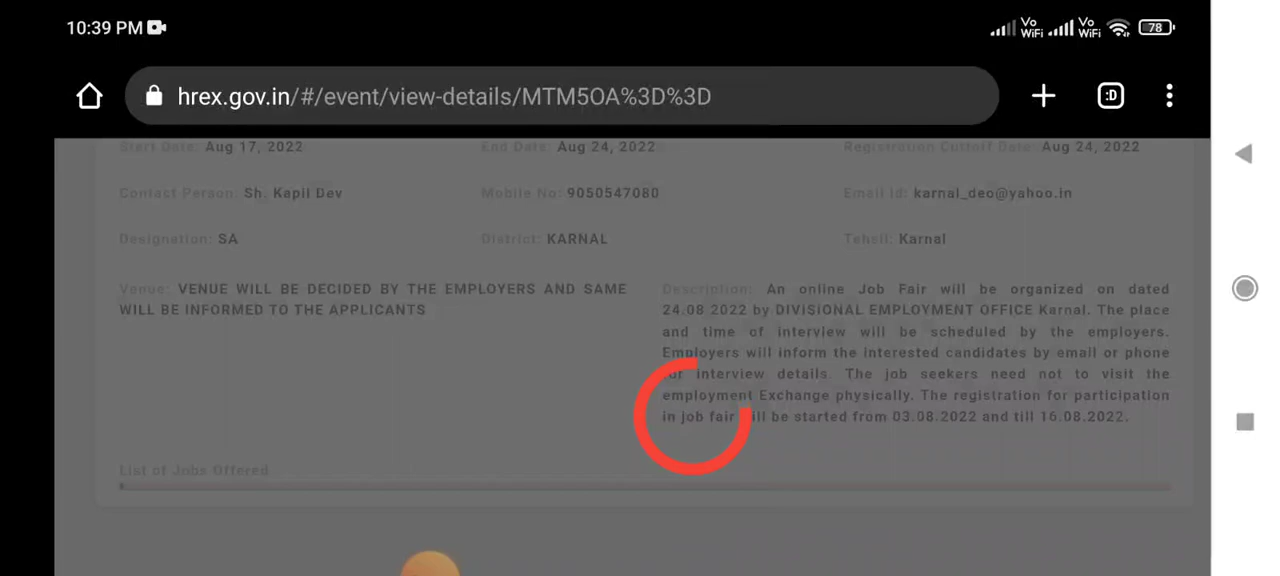 10:39 PM
Vo WiFi Vo WiFi 78
hrex.gov.in/#/event/view-details/MTM5OA%3D%3D
:D
Start Date: Aug 17, 2022 End Date: Aug 24, 2022 Registration Cuttoff Date: Aug 24, 2022
Contact Person: Sh. Kapil Dev Mobile No: 9050547080 Email Id: karnal_deo@yahoo.in
Designation: SA District: KARNAL Tehsil: Karnal
Venue: VENUE WILL BE DECIDED BY THE EMPLOYERS AND SAME
WILL BE INFORMED TO THE APPLICANTS
Description: An online Job Fair will be organized on dated
24.08 2022 by DIVISIONAL EMPLOYMENT OFFICE Karnal. The place
and time of interview will be scheduled by the employers.
Employers will inform the interested candidates by email or phone
for interview details. The job seekers need not to visit the
employment Exchange physically. The registration for participation
in job fair will be started from 03.08.2022 and till 16.08.2022.
List of Jobs Offered